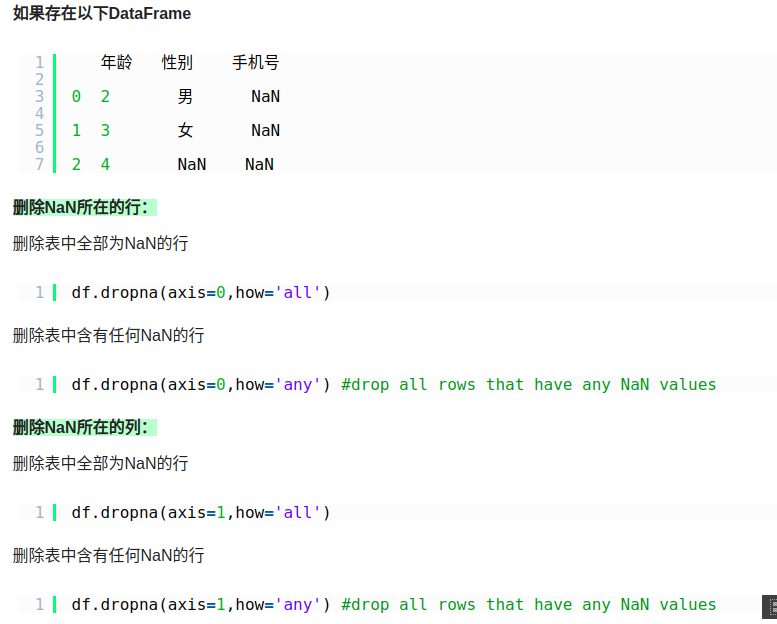 如果存在以下DataFrame
1 年龄 性别 手机号
2
3 0 2 男 NaN
4
5 1 3 女 NaN
6
7 2 4 NaN NaN
删除NaN所在的行：
删除表中全部为NaN的行
1 df.dropna(axis=0,how='all')
删除表中含有任何NaN的行
1 df.dropna(axis=0,how='any') #drop all rows that have any NaN values
删除NaN所在的列：
删除表中全部为NaN的行
1 df.dropna(axis=1,how='all')
删除表中含有任何NaN的行
1 df.dropna(axis=1,how='any') #drop all rows that have any NaN values